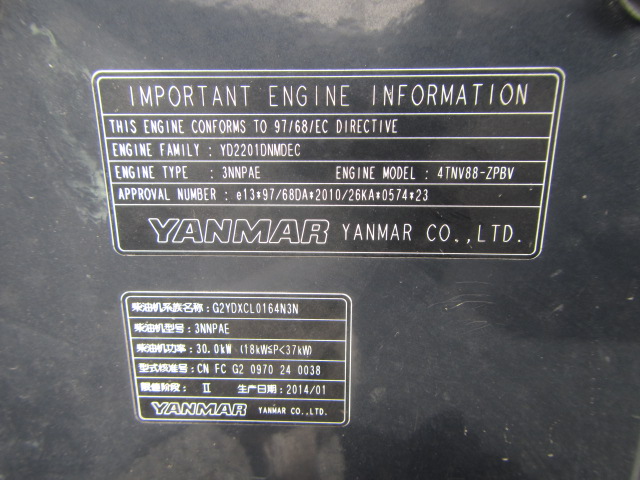 IMPORTANT ENGINE INFORMATION
THIS ENGINE CONFORMS TO 97/68/EC DIRECTIVE
ENGINE FAMILY : YD2201DNMDEC
ENGINE TYPE : 3NNPAE ENGINE MODEL : 4TNV88-ZPBV
APPROVAL NUMBER : e13*97/68DA*2010/26KA*0574*23
YANMAR YANMAR CO.,LTD.
柴油机系族名称: G2YDXCL0164N3N
柴油机型号: 3NNPAE
柴油机功率: 30.0kW (18kW≤P<37kW)
型式核准号: CN FC G2 0970 24 0038
限值阶段: II 生产日期: 2014/01
YANMAR YANMAR CO.,LTD.